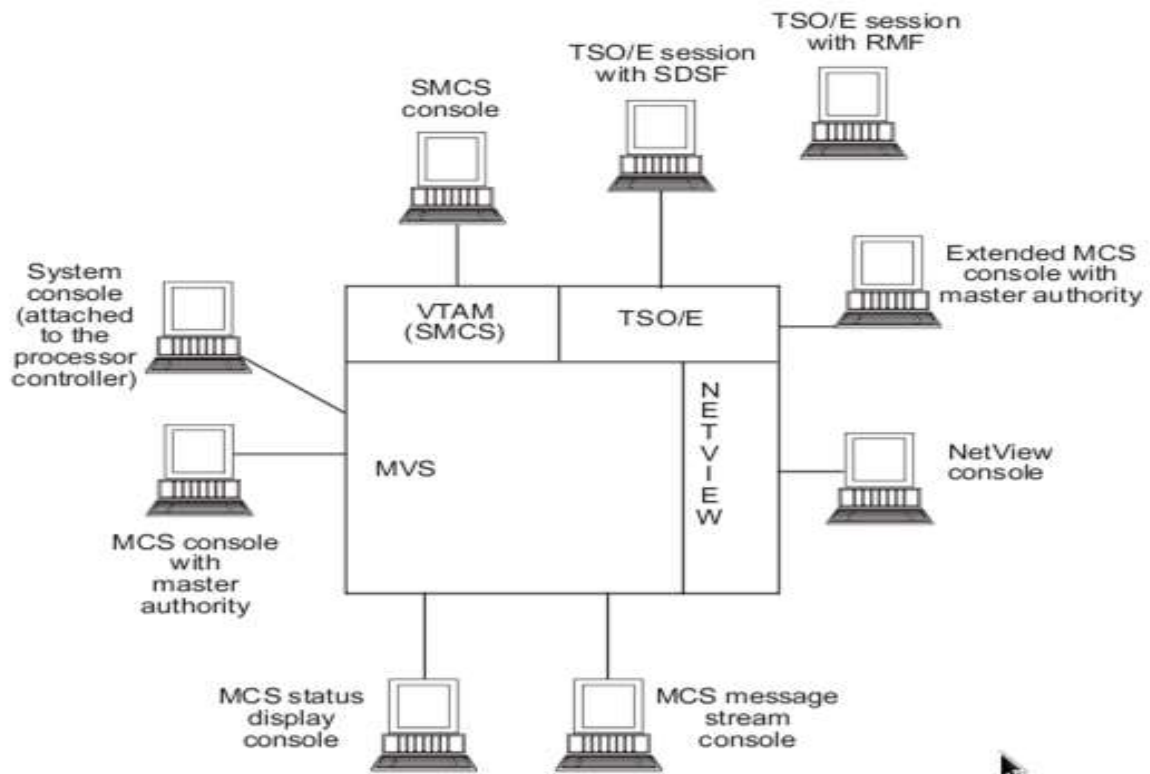 TSO/E session
with RMF
TSO/E session
with SDSF
SMCS
console
System
console
(attached
to the
processor
controller)
VTAM
(SMCS)
TSO/E
Extended MCS
console with
master authority
MVS
NETVIEW
NetView
console
MCS console
with
master
authority
MCS status
display
console
MCS message
stream
console